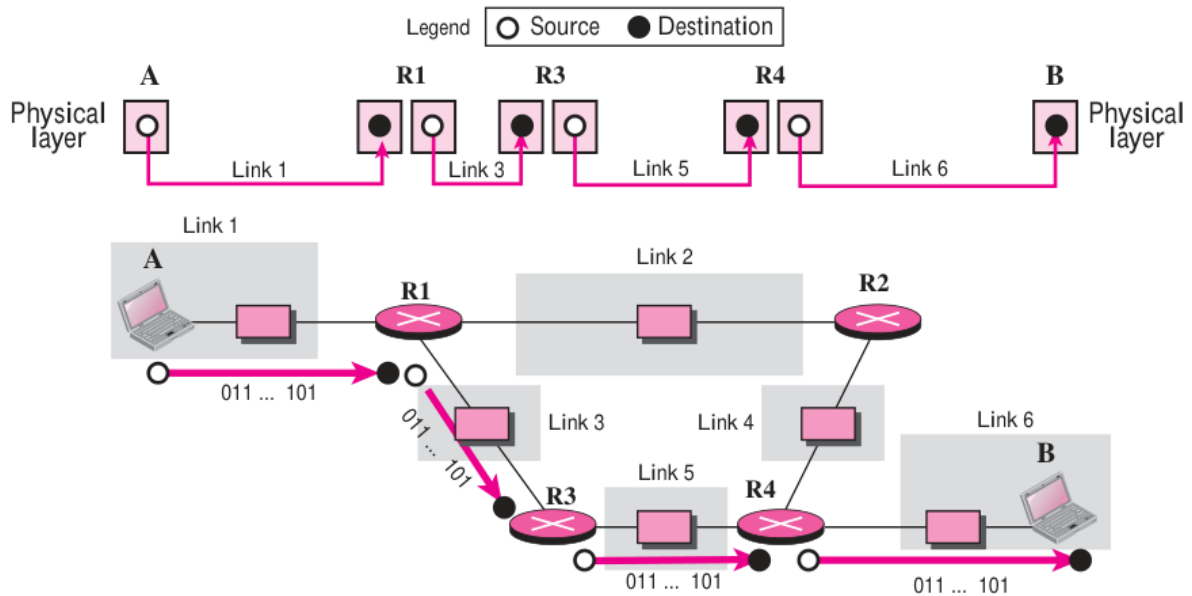 Legend Source Destination
A R1 R3 R4 B
Physical layer
Physical layer
Link 1 Link 3 Link 5 Link 6
Link 1
A
Link 2
R1 R2
011 ... 101
011 ... 101
Link 3 Link 4 Link 6
B
Link 5
R3 R4
011 ... 101 011 ... 101